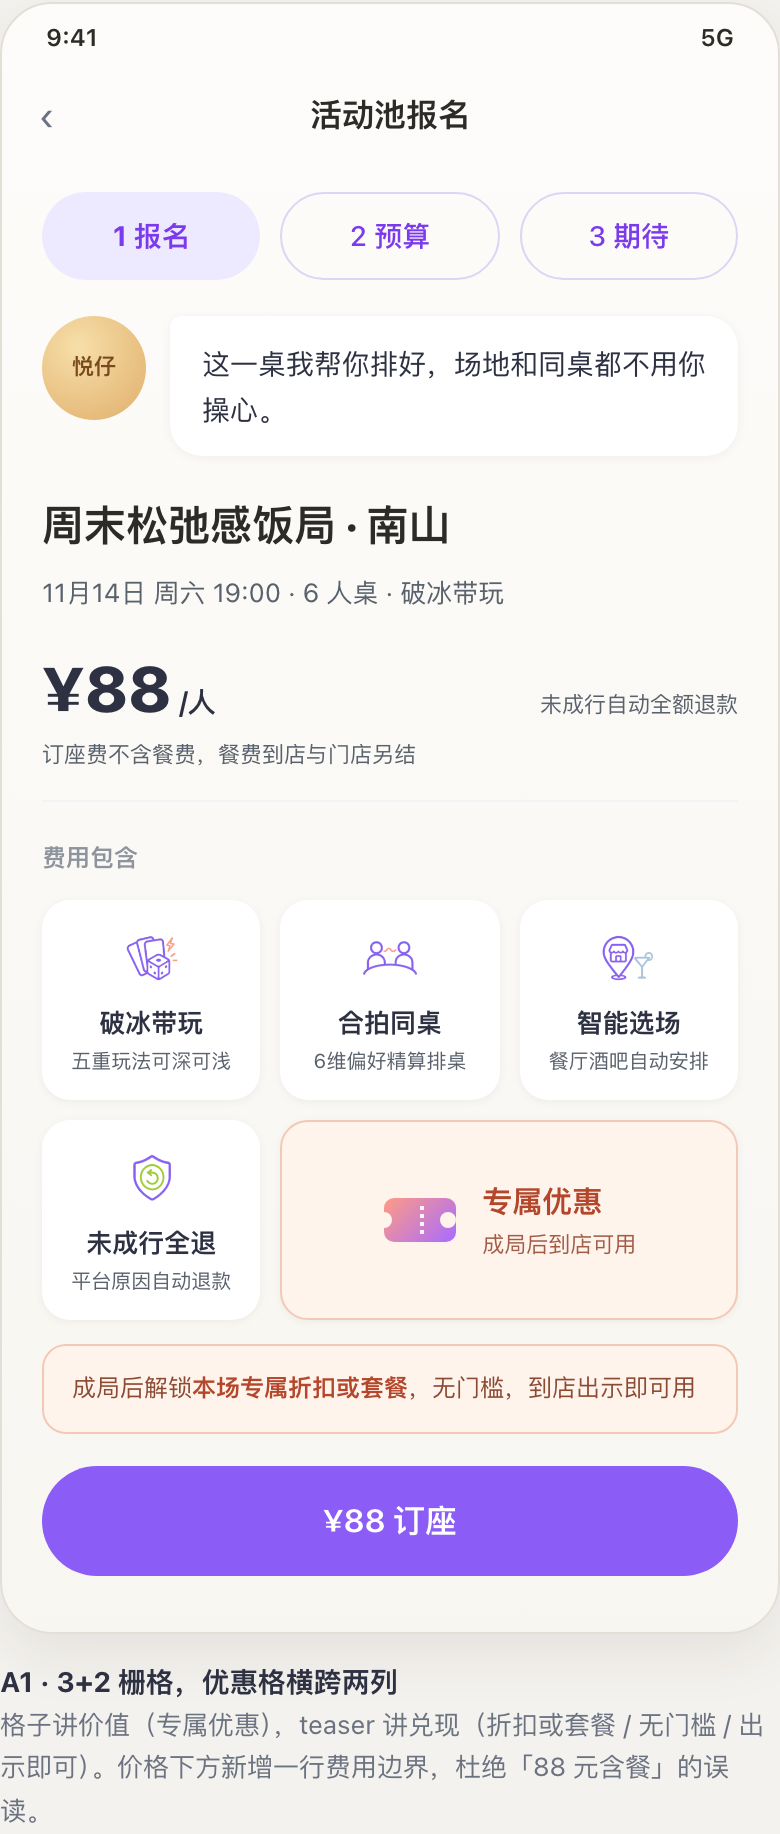 9:41
5G
‹
活动池报名
1 报名
2 预算
3 期待
悦仔
这一桌我帮你排好，场地和同桌都不用你
操心。
周末松弛感饭局 · 南山
11月14日 周六 19:00 · 6 人桌 · 破冰带玩
¥88 /人
未成行自动全额退款
订座费不含餐费，餐费到店与门店另结
费用包含
破冰带玩
五重玩法可深可浅
合拍同桌
6维偏好精算排桌
智能选场
餐厅酒吧自动安排
未成行全退
平台原因自动退款
专属优惠
成局后到店可用
成局后解锁本场专属折扣或套餐，无门槛，到店出示即可用
¥88 订座
A1 · 3+2 栅格，优惠格横跨两列
格子讲价值（专属优惠），teaser 讲兑现（折扣或套餐 / 无门槛 / 出
示即可）。价格下方新增一行费用边界，杜绝「88 元含餐」的误
读。